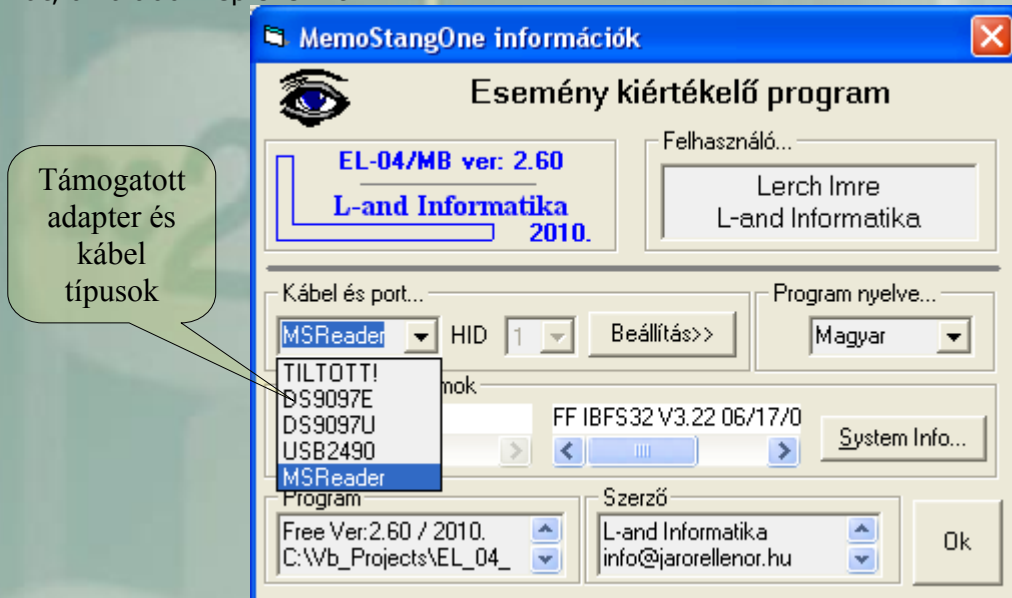 MemoStangOne információk
Esemény kiértékelő program
EL-04/MB ver: 2.60
L-and Informatika
2010.
Felhasználó...
Lerch Imre
L-and Informatika
Támogatott
adapter és
kábel
típusok
Kábel és port...
MSReader HID 1 Beállítás>>
Program nyelve...
Magyar
TILTOTT!
DS9097E
DS9097U
USB2490
MSReader
FF IBFS32 V3.22 06/17/0
System Info...
Program
Free Ver:2.60 / 2010.
C:\Vb_Projects\EL_04_
Szerző
L-and Informatika
info@jarorellenor.hu
Ok